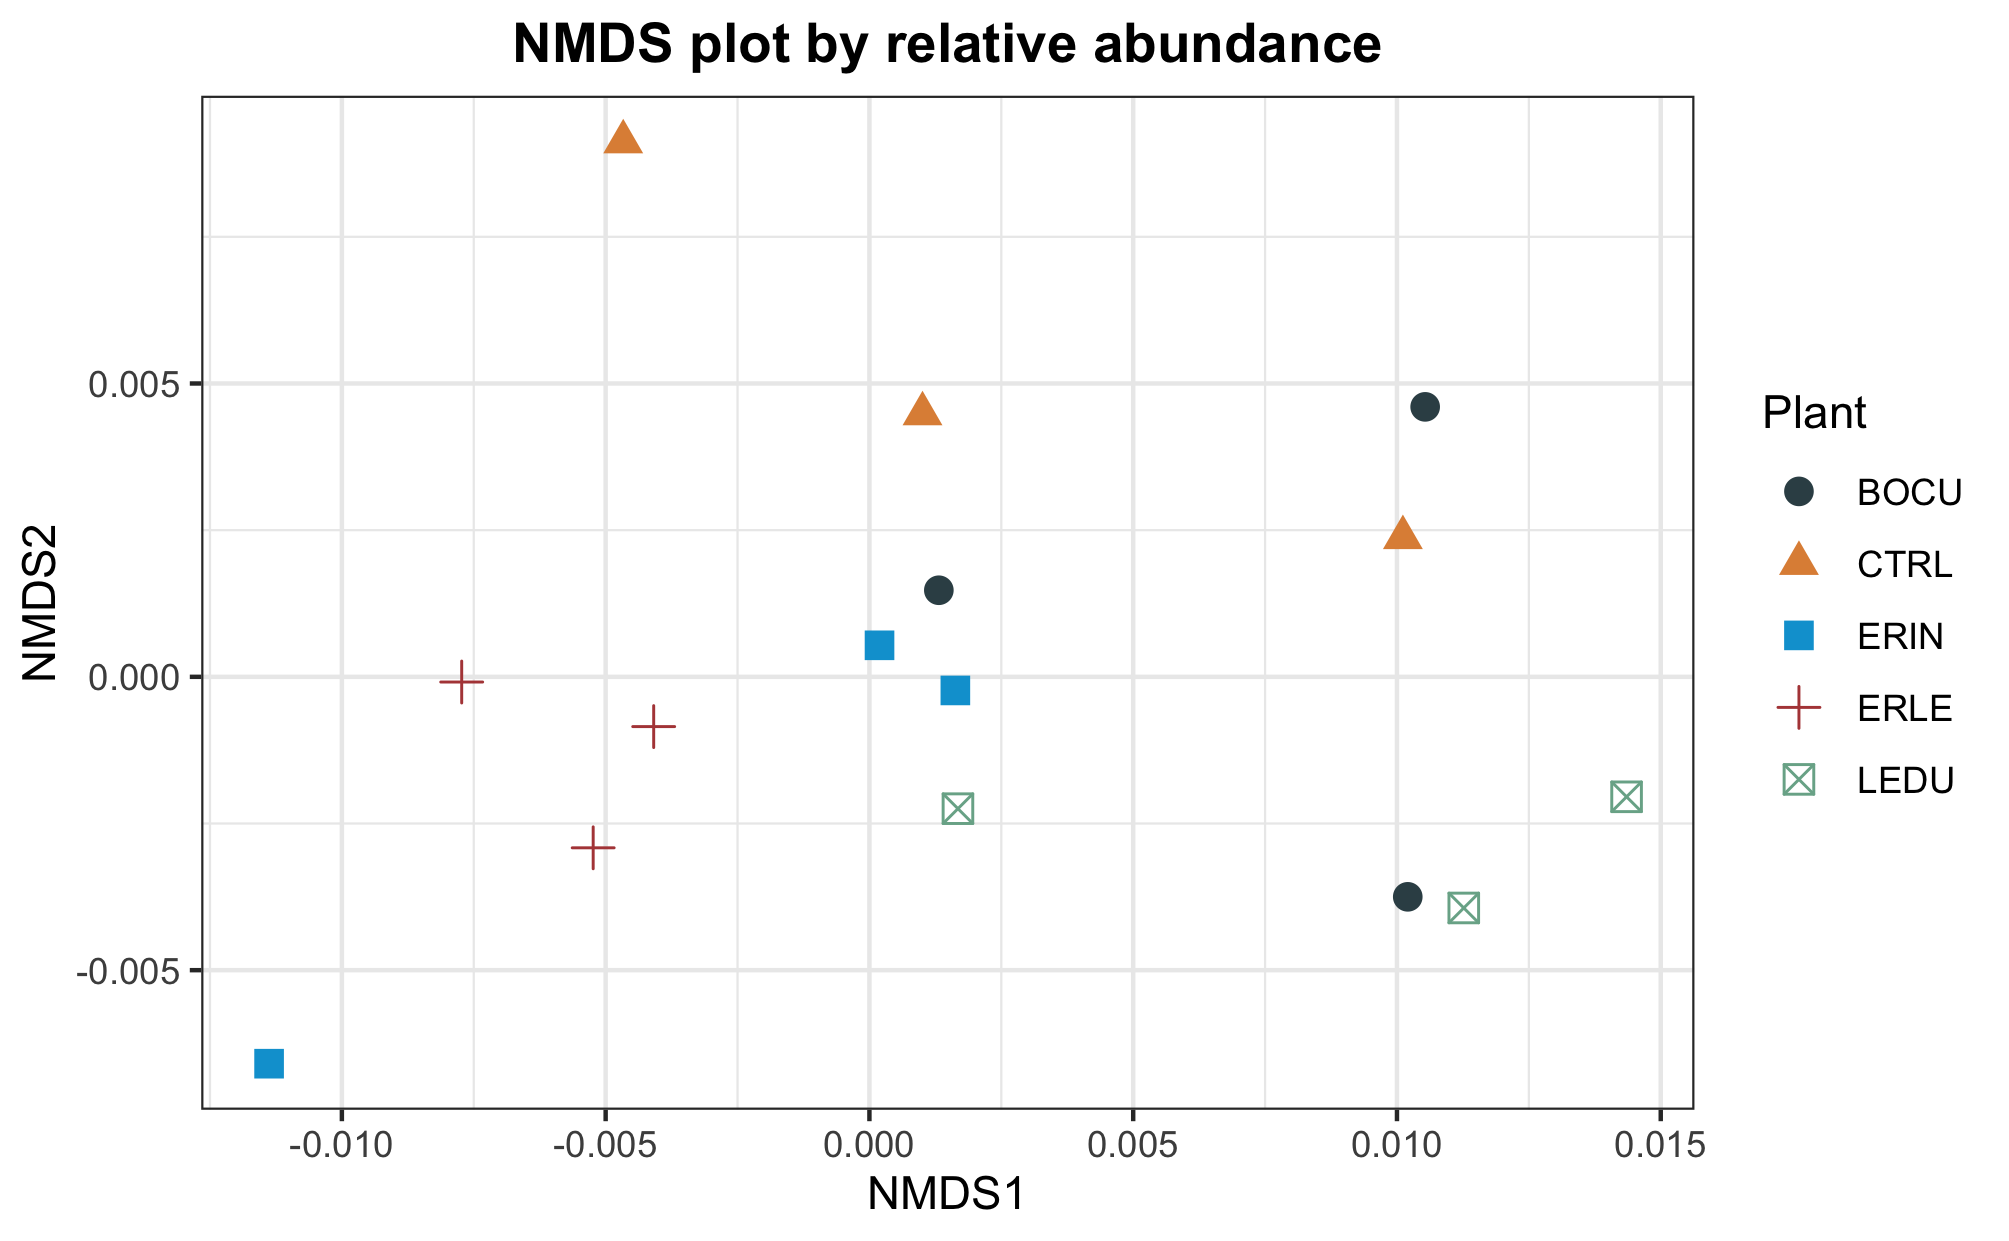 NMDS plot by relative abundance
NMDS2
0.005
0.000
-0.005
-0.010
-0.005
0.000
0.005
0.010
0.015
NMDS1
Plant
BOCU
CTRL
ERIN
ERLE
LEDU